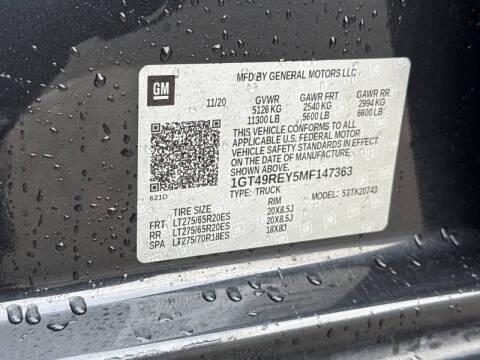 MFD BY GENERAL MOTORS LLC
GM
11/20 GVWR GAWR FRT GAWR RR
5126 KG 2540 KG 2994 KG
11300 LB 5600 LB 6600 LB
THIS VEHICLE CONFORMS TO ALL
APPLICABLE U.S. FEDERAL MOTOR
VEHICLE SAFETY STANDARDS IN EFFECT
ON THE DATE OF MANUFACTURE.
1GT49REY5MF147363
621D TYPE: TRUCK MODEL: 53TK20743
TIRE SIZE RIM
FRT LT275/65R20ES 20X8.5J
RR LT275/65R20ES 20X8.5J
SPA LT275/70R18ES 18X8J